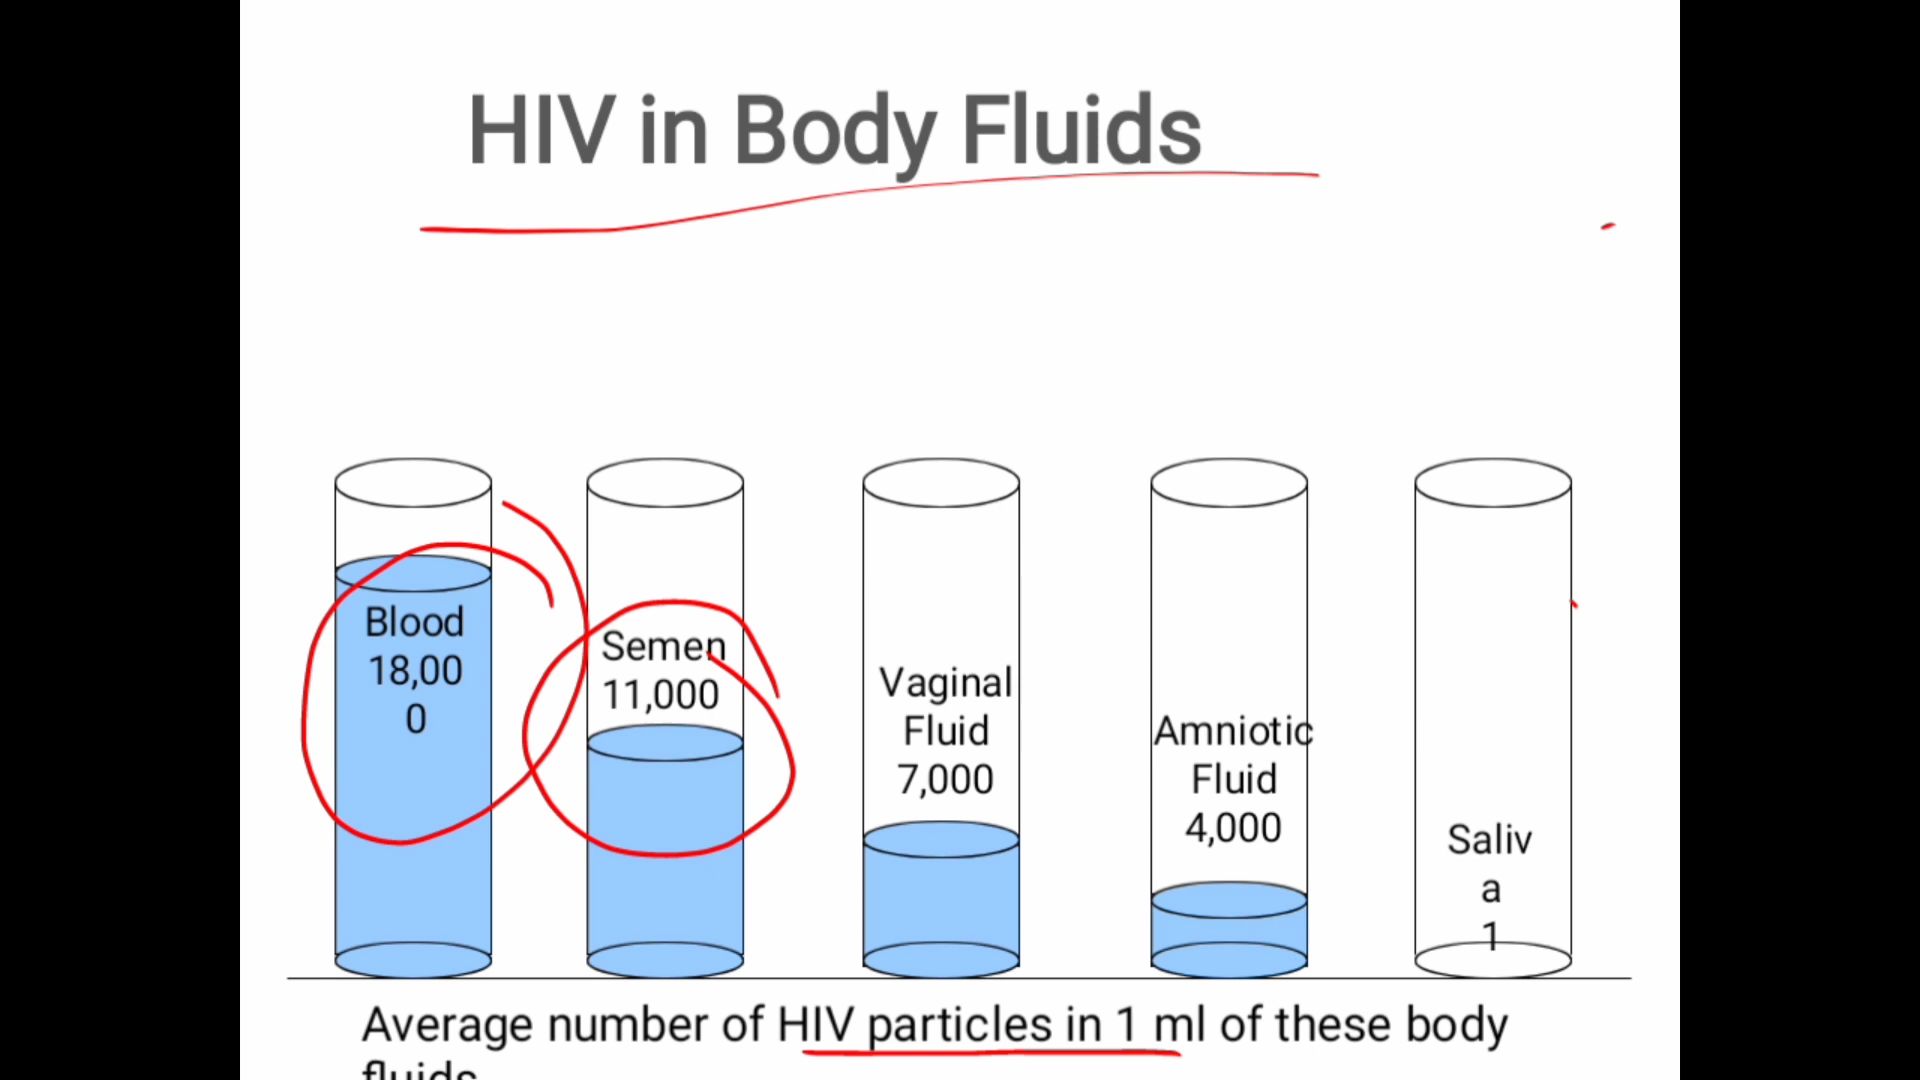 HIV in Body Fluids
Blood
18,00
0
Semen
11,000
Vaginal
Fluid
7,000
Amniotic
Fluid
4,000
Saliv
a
1
Average number of HIV particles in 1 ml of these body
fluids